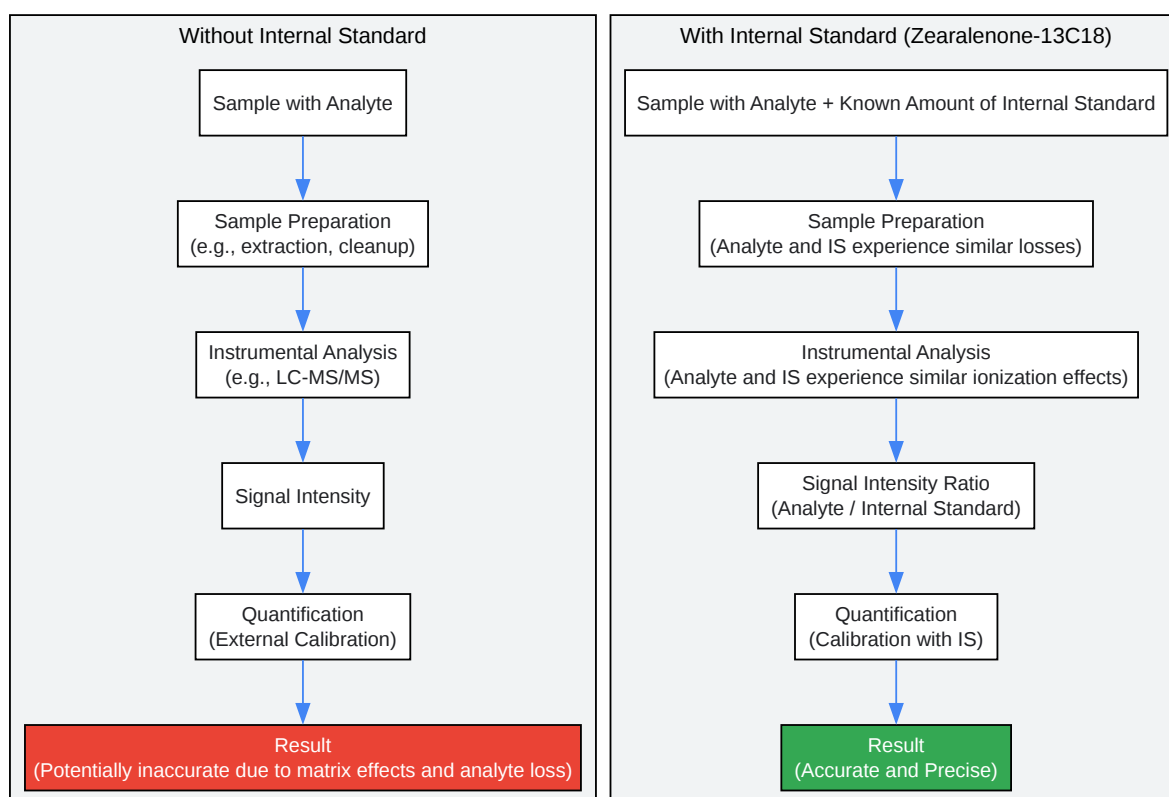 Without Internal Standard
Sample with Analyte
Sample Preparation
(e.g., extraction, cleanup)
Instrumental Analysis
(e.g., LC-MS/MS)
Signal Intensity
Quantification
(External Calibration)
Result
(Potentially inaccurate due to matrix effects and analyte loss)
With Internal Standard (Zearalenone-13C18)
Sample with Analyte + Known Amount of Internal Standard
Sample Preparation
(Analyte and IS experience similar losses)
Instrumental Analysis
(Analyte and IS experience similar ionization effects)
Signal Intensity Ratio
(Analyte / Internal Standard)
Quantification
(Calibration with IS)
Result
(Accurate and Precise)